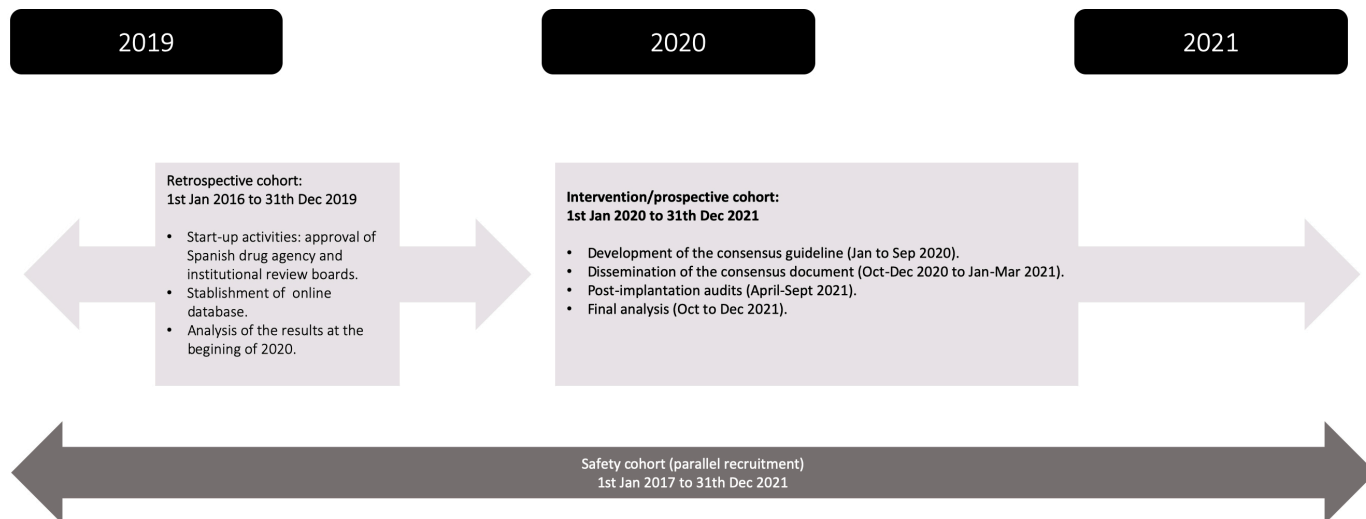 2019
2020
2021
Retrospective cohort:
1st Jan 2016 to 31th Dec 2019
• Start-up activities: approval of
Spanish drug agency and
institutional review boards.
• Stablishment of online
database.
• Analysis of the results at the
begining of 2020.
Intervention/prospective cohort:
1st Jan 2020 to 31th Dec 2021
• Development of the consensus guideline (Jan to Sep 2020).
• Dissemination of the consensus document (Oct-Dec 2020 to Jan-Mar 2021).
• Post-implantation audits (April-Sept 2021).
• Final analysis (Oct to Dec 2021).
Safety cohort (parallel recruitment)
1st Jan 2017 to 31th Dec 2021